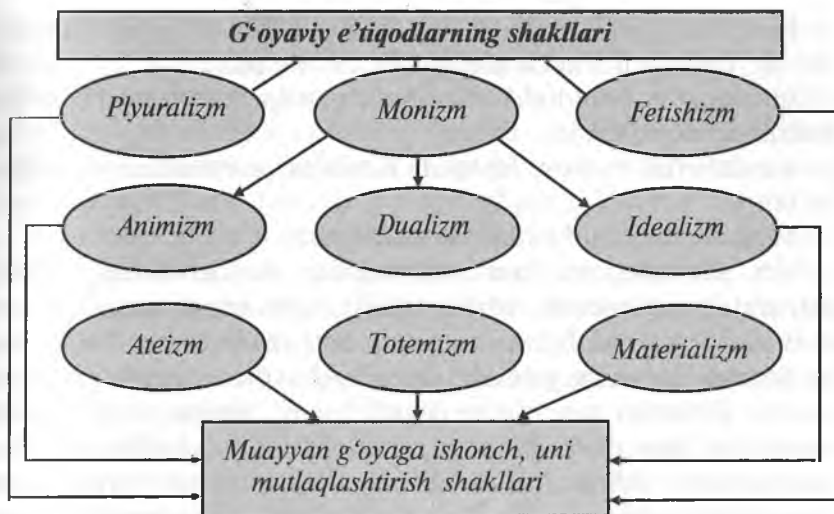 G‘oyaviy e’tiqodlarning shakllari
Plyuralizm
Monizm
Fetishizm
Animizm
Dualizm
Idealizm
Ateizm
Totemizm
Materializm
Muayyan g‘oyaga ishonch, uni
mutlaqlashtirish shakllari